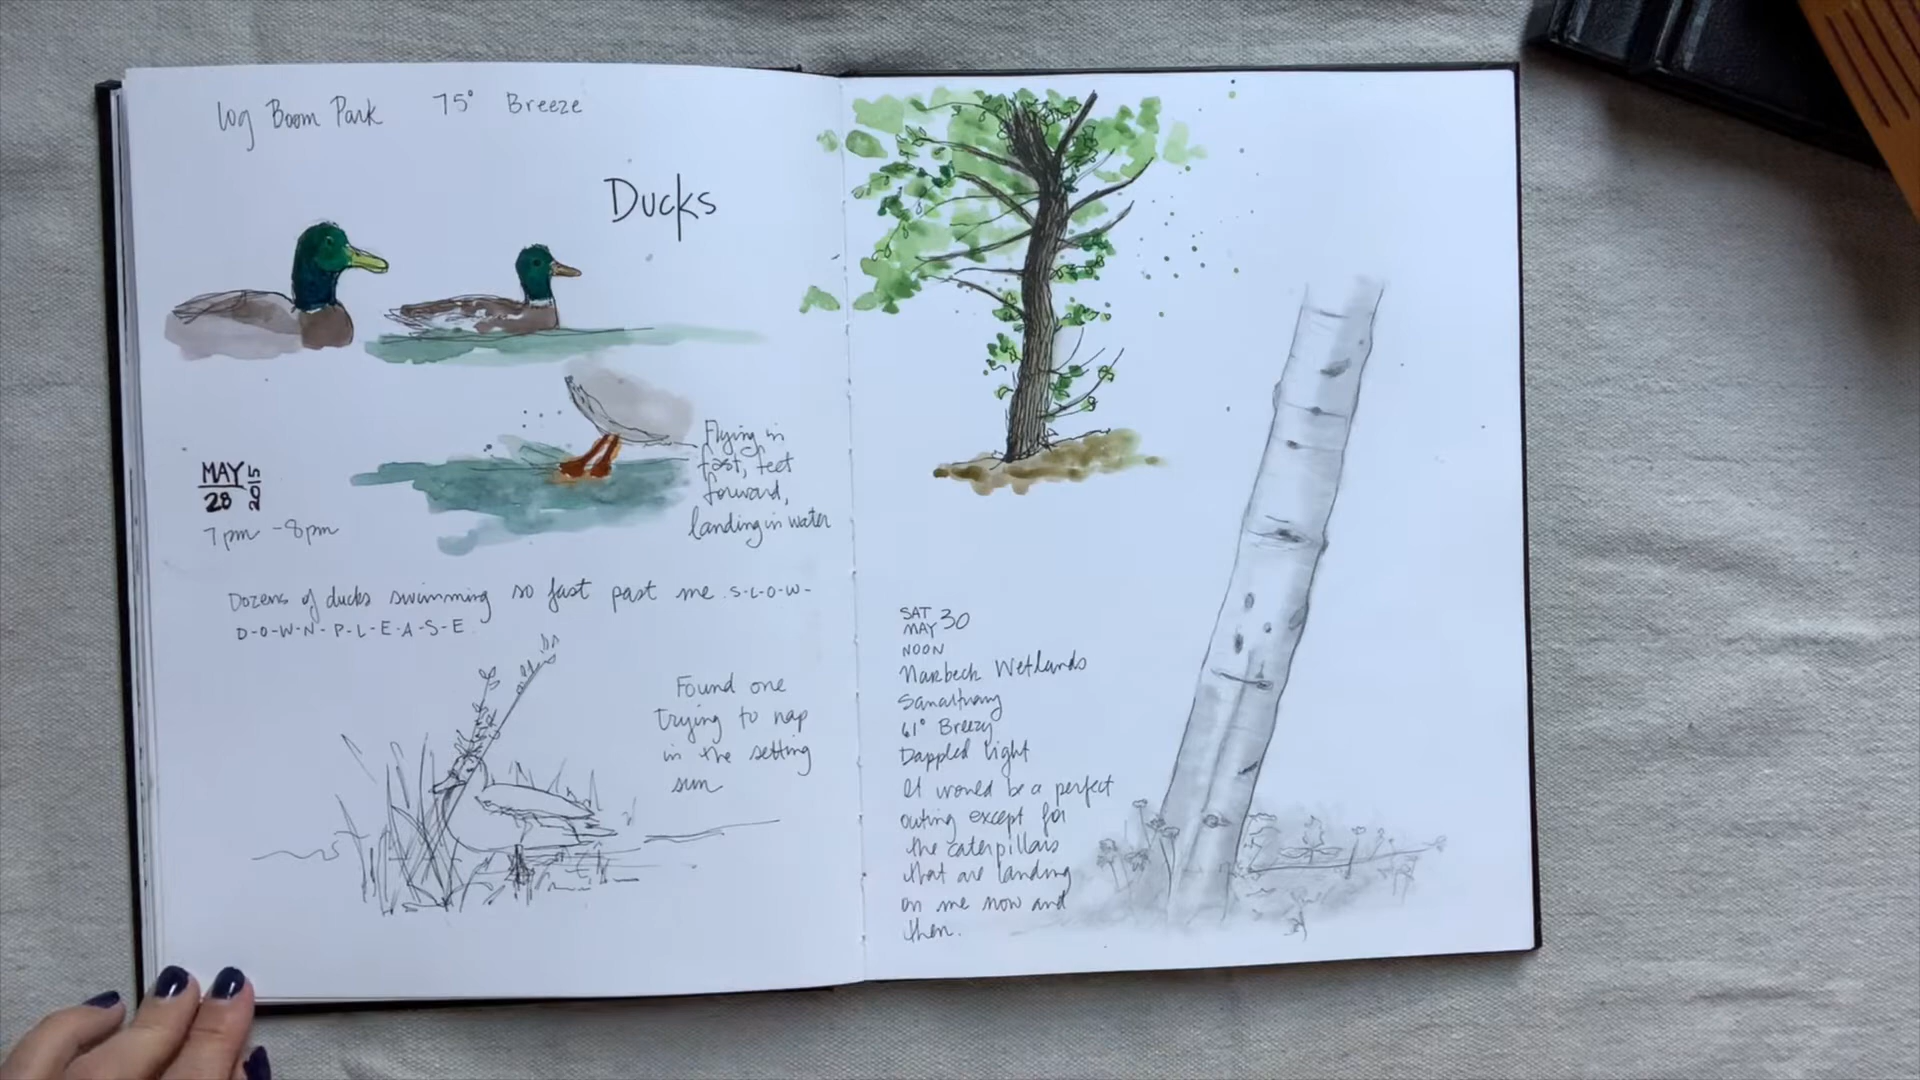 Log Boom Park 75° Breeze
Ducks
Flying in
fast, feet
forward,
landing in water
MAY
28
2015
7pm - 8pm
Dozens of ducks swimming so fast past me. S-L-O-W-
D-O-W-N- P-L-E-A-S-E
Found one
trying to nap
in the setting
sun
SAT
MAY 30
NOON
Narbeck Wetlands
Sanctuary
61° Breezy
Dappled light
It would be a perfect
outing except for
the caterpillars
that are landing
on me now and
then.